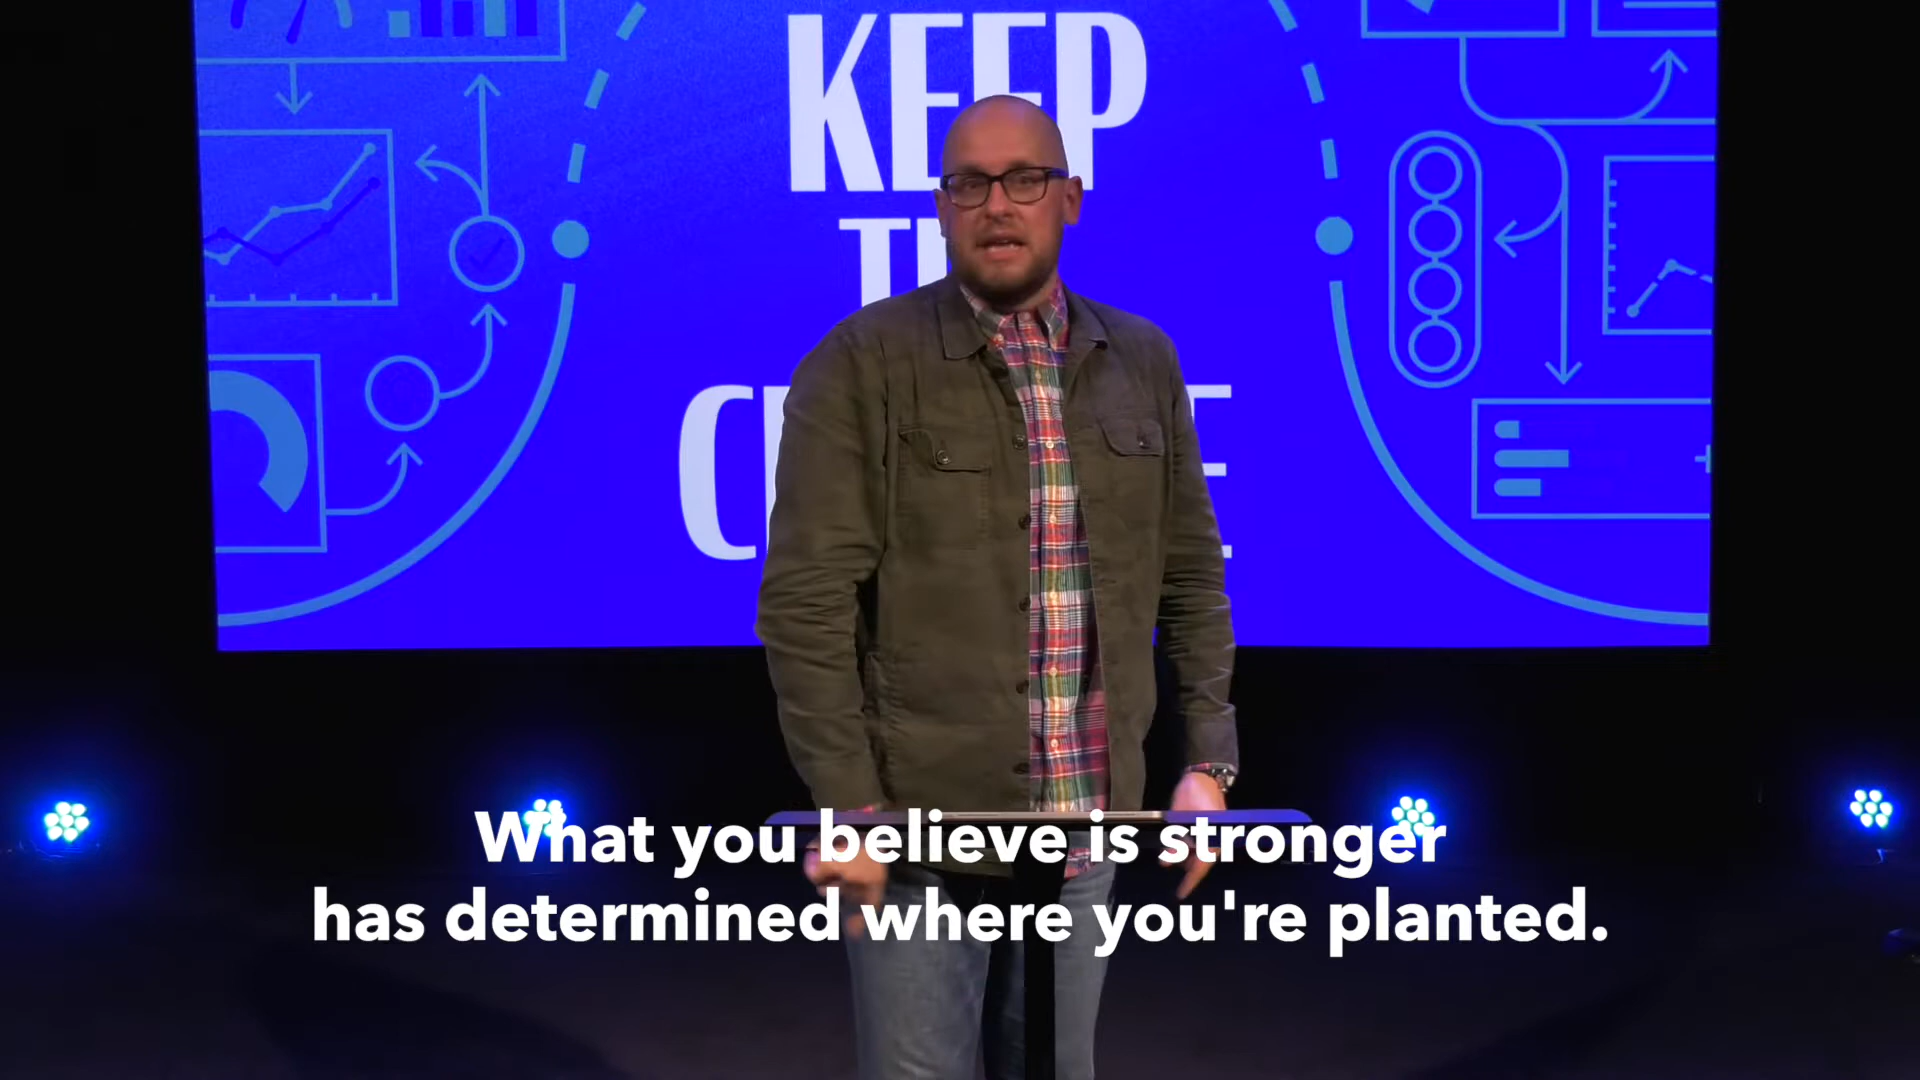 KEEP
What you believe is stronger
has determined where you're planted.